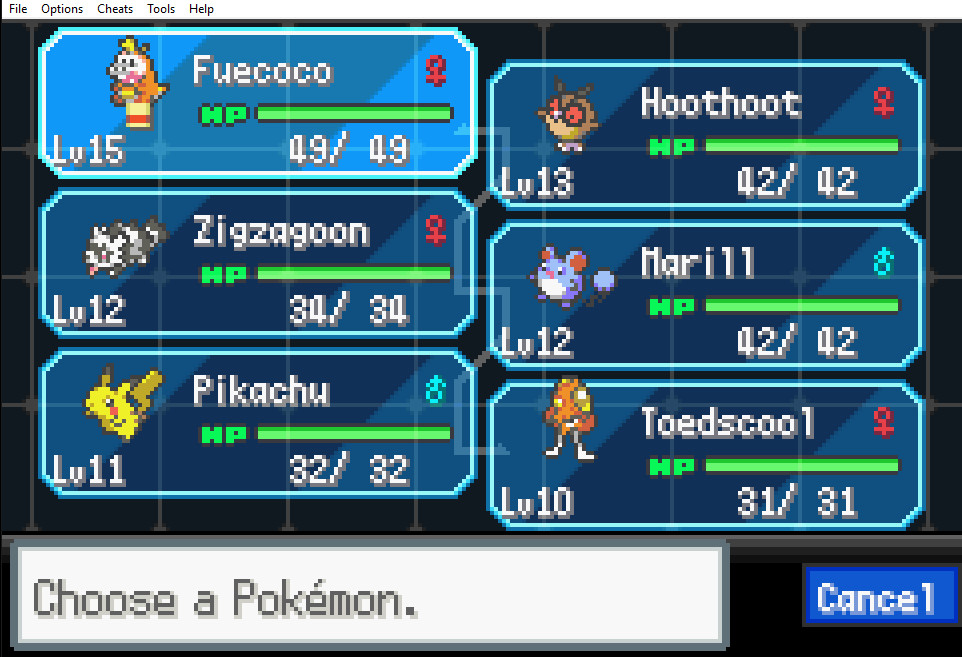 File Options Cheats Tools Help
Fuecoco ♀
HP
Lv15 49/ 49
Hoothoot ♀
HP
Lv13 42/ 42
Zigzagoon ♀
HP
Lv12 34/ 34
Marill ♂
HP
Lv12 42/ 42
Pikachu ♂
HP
Lv11 32/ 32
Toedscool ♀
HP
Lv10 31/ 31
Choose a Pokémon.
Cancel